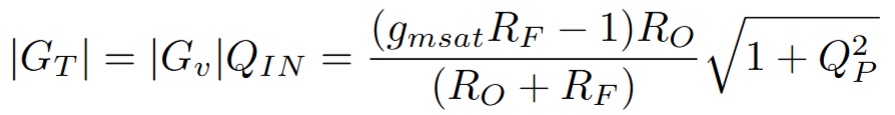 |G_T| = |G_v|Q_{IN} = \frac{(g_{msat}R_F - 1)R_O}{(R_O + R_F)} \sqrt{1 + Q_P^2}